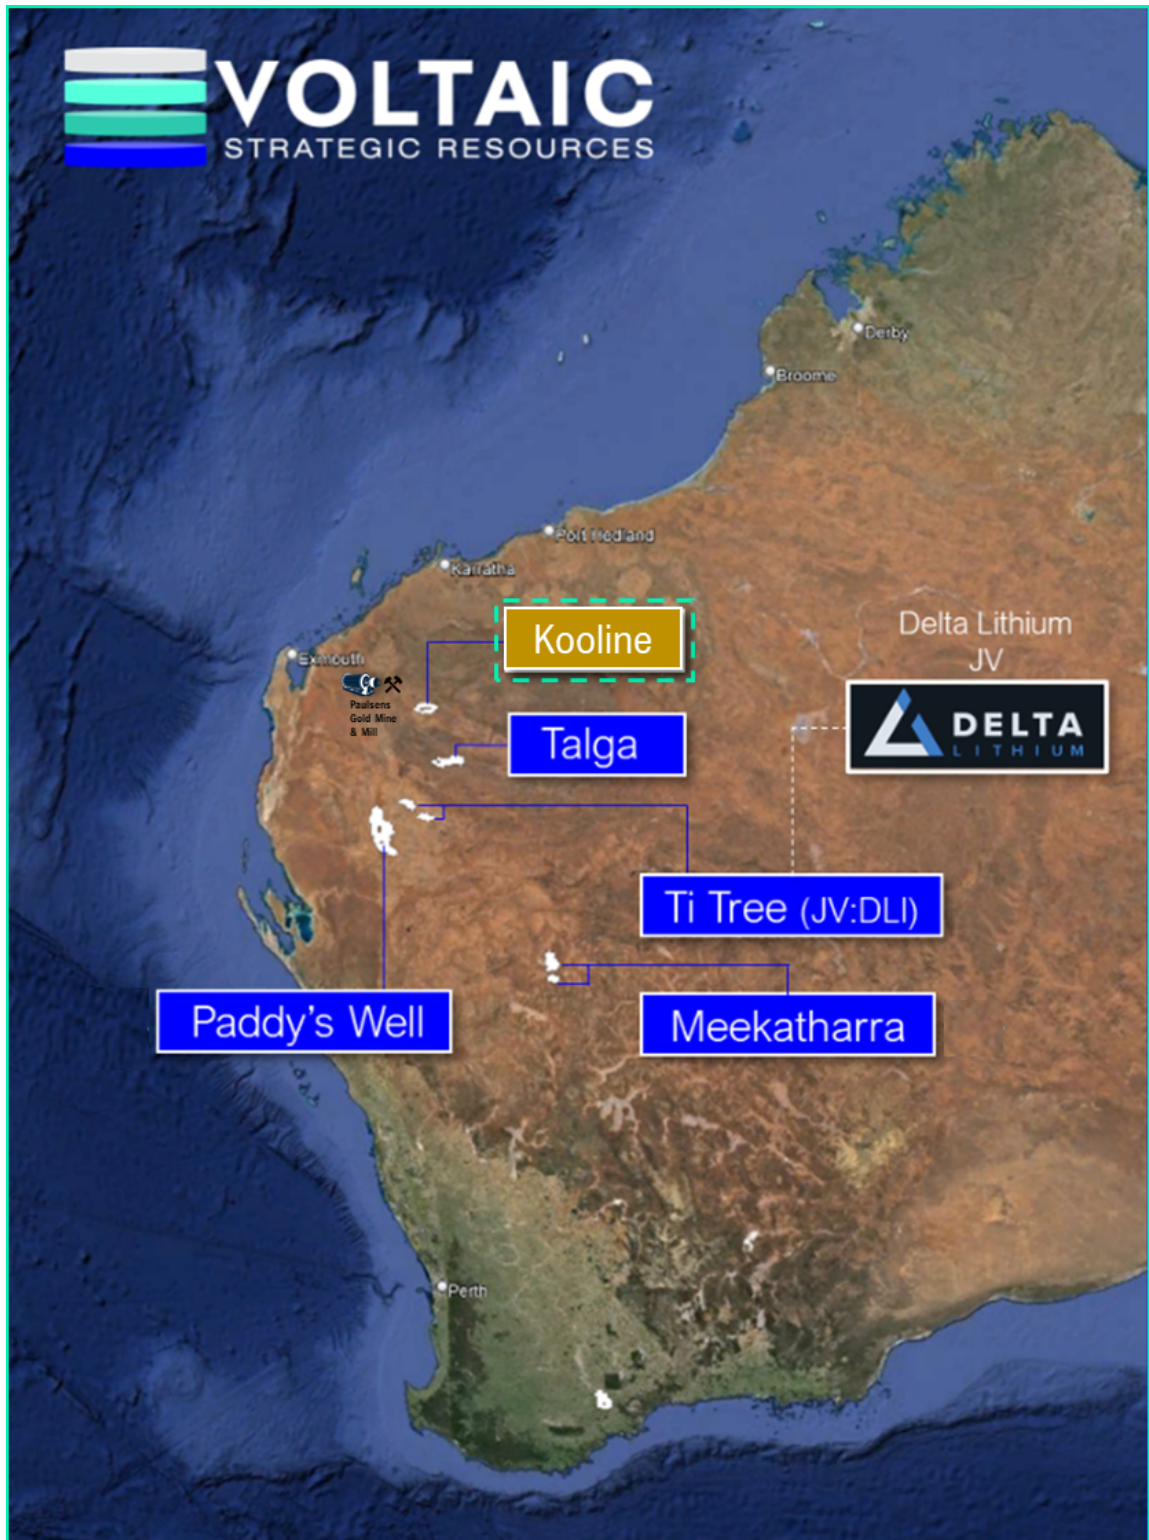 VOLTAIC
STRATEGIC RESOURCES
Derby
Broome
Port Hedland
Karratha
Kooline
Delta Lithium
JV
Exmouth
Paulsens
Gold Mine
& Mill
DELTA
LITHIUM
Talga
Ti Tree (JV:DLI)
Paddy's Well
Meekatharra
Perth